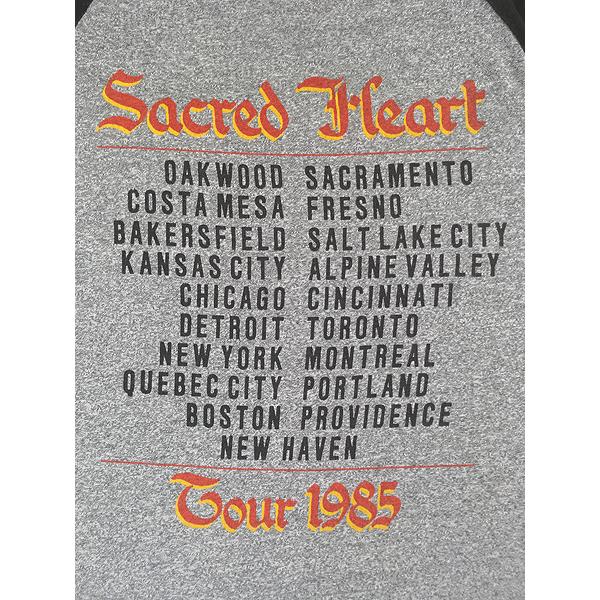 Sacred Heart
OAKWOOD SACRAMENTO
COSTA MESA FRESNO
BAKERSFIELD SALT LAKE CITY
KANSAS CITY ALPINE VALLEY
CHICAGO CINCINNATI
DETROIT TORONTO
NEW YORK MONTREAL
QUEBEC CITY PORTLAND
BOSTON PROVIDENCE
NEW HAVEN
Tour 1985